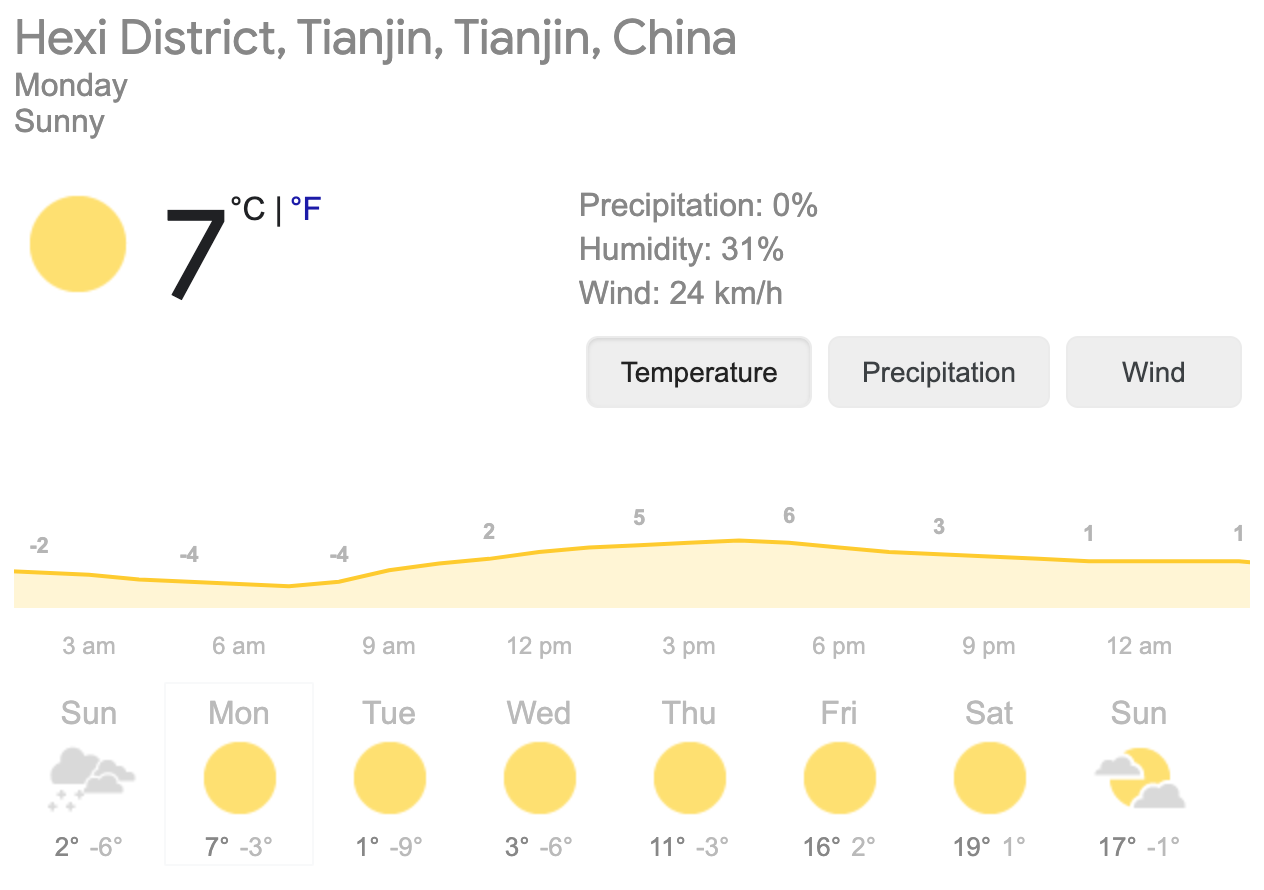 Hexi District, Tianjin, Tianjin, China
Monday
Sunny
7 °C | °F
Precipitation: 0%
Humidity: 31%
Wind: 24 km/h
Temperature Precipitation Wind
-2 -4 -4 2 5 6 3 1 1
3 am 6 am 9 am 12 pm 3 pm 6 pm 9 pm 12 am
Sun Mon Tue Wed Thu Fri Sat Sun
2° -6° 7° -3° 1° -9° 3° -6° 11° -3° 16° 2° 19° 1° 17° -1°